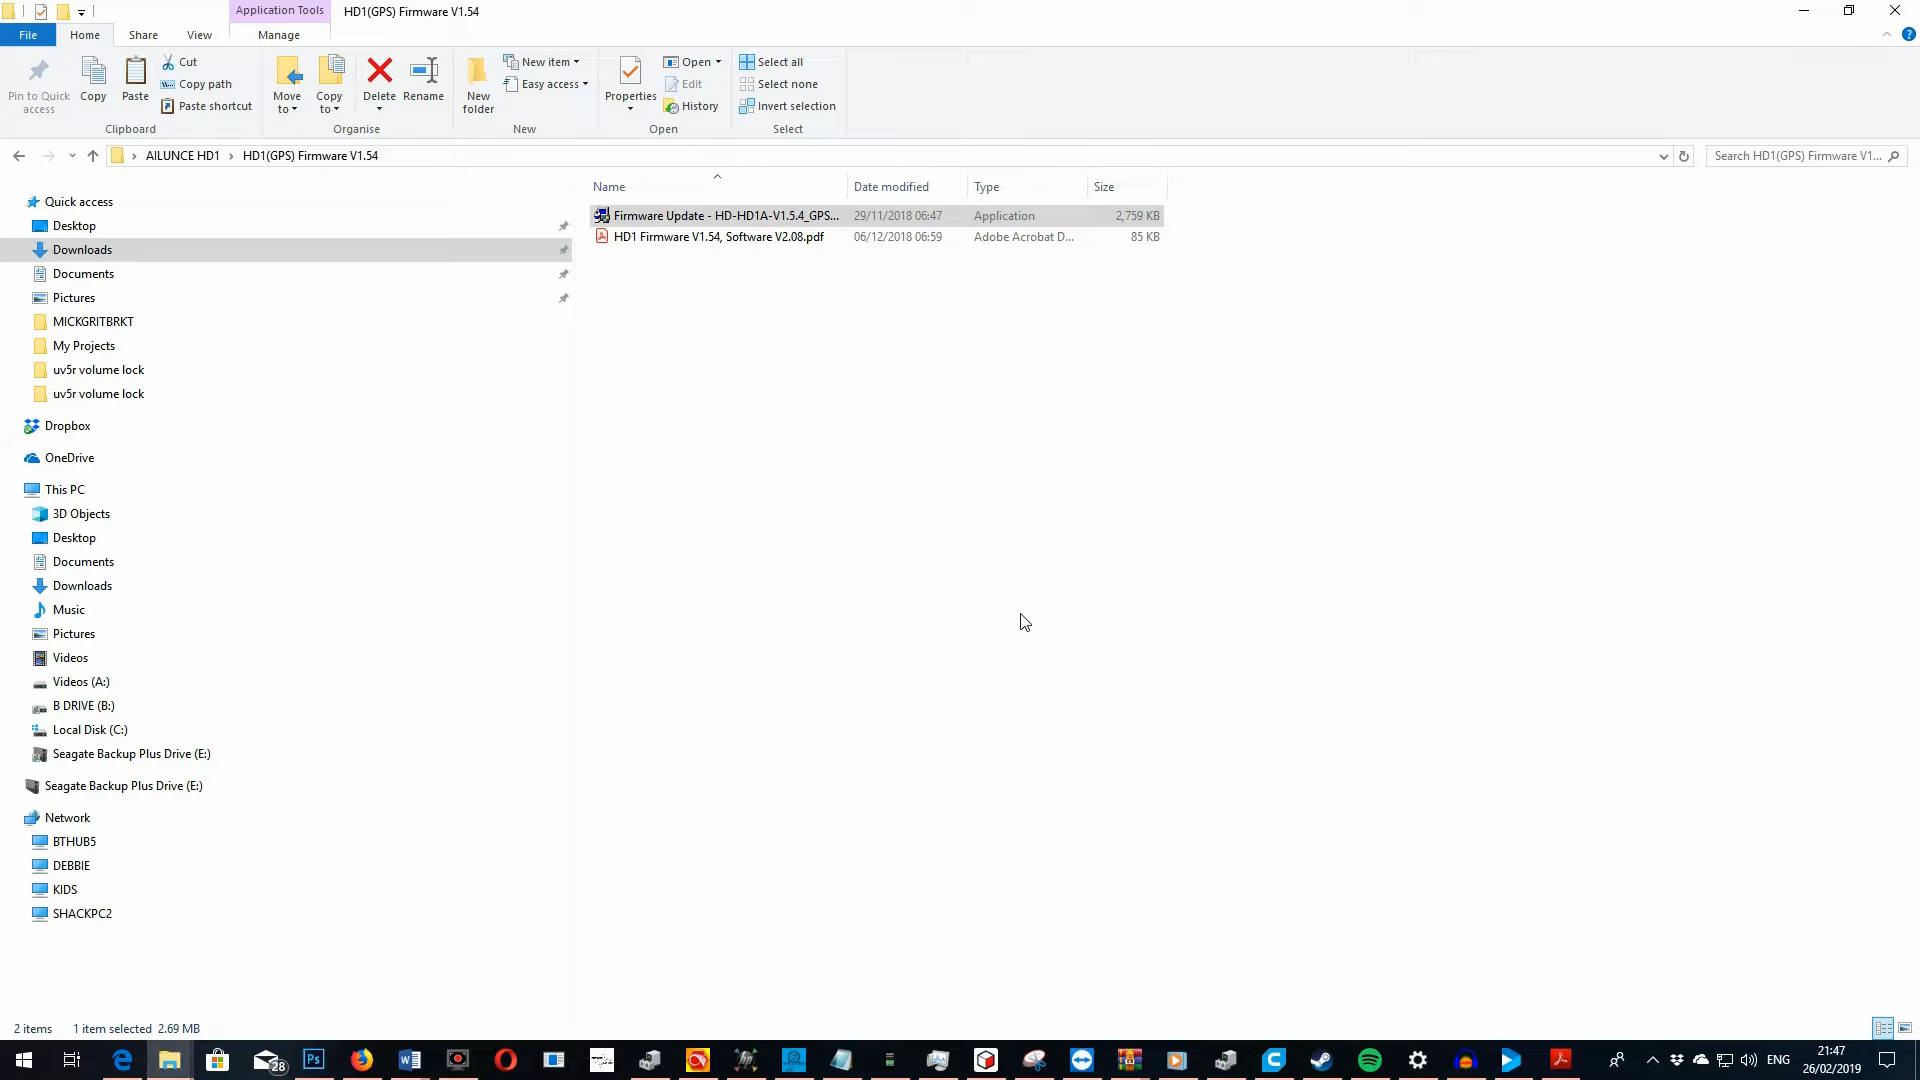 Application Tools
HD1(GPS) Firmware V1.54
File
Home
Share
View
Manage
Pin to Quick access
Copy
Paste
Cut
Copy path
Paste shortcut
Clipboard
Move to
Copy to
Delete
Rename
Organise
New folder
New item
Easy access
New
Properties
Open
Edit
History
Open
Select all
Select none
Invert selection
Select
AILUNCE HD1 > HD1(GPS) Firmware V1.54
Search HD1(GPS) Firmware V1...
Name Date modified Type Size
Firmware Update - HD-HD1A-V1.5.4_GPS... 29/11/2018 06:47 Application 2,759 KB
HD1 Firmware V1.54, Software V2.08.pdf 06/12/2018 06:59 Adobe Acrobat D... 85 KB
Quick access
Desktop
Downloads
Documents
Pictures
MICKGRITBRKT
My Projects
uv5r volume lock
uv5r volume lock
Dropbox
OneDrive
This PC
3D Objects
Desktop
Documents
Downloads
Music
Pictures
Videos
Videos (A:)
B DRIVE (B:)
Local Disk (C:)
Seagate Backup Plus Drive (E:)
Seagate Backup Plus Drive (E:)
Network
BTHUB5
DEBBIE
KIDS
SHACKPC2
2 items 1 item selected 2.69 MB
28
Ps
ENG
21:47
26/02/2019